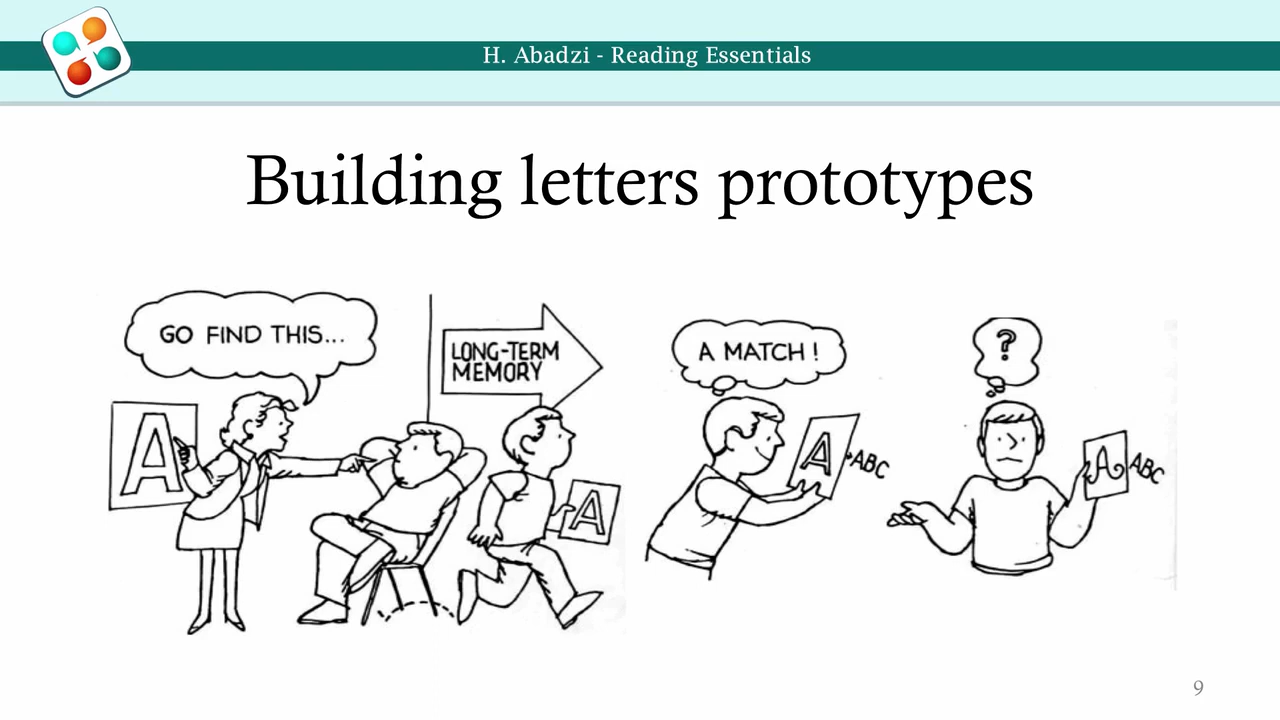 H. Abadzi - Reading Essentials
Building letters prototypes
GO FIND THIS...
A
LONG-TERM
MEMORY
A
A MATCH!
A
ABC
?
A
ABC
9